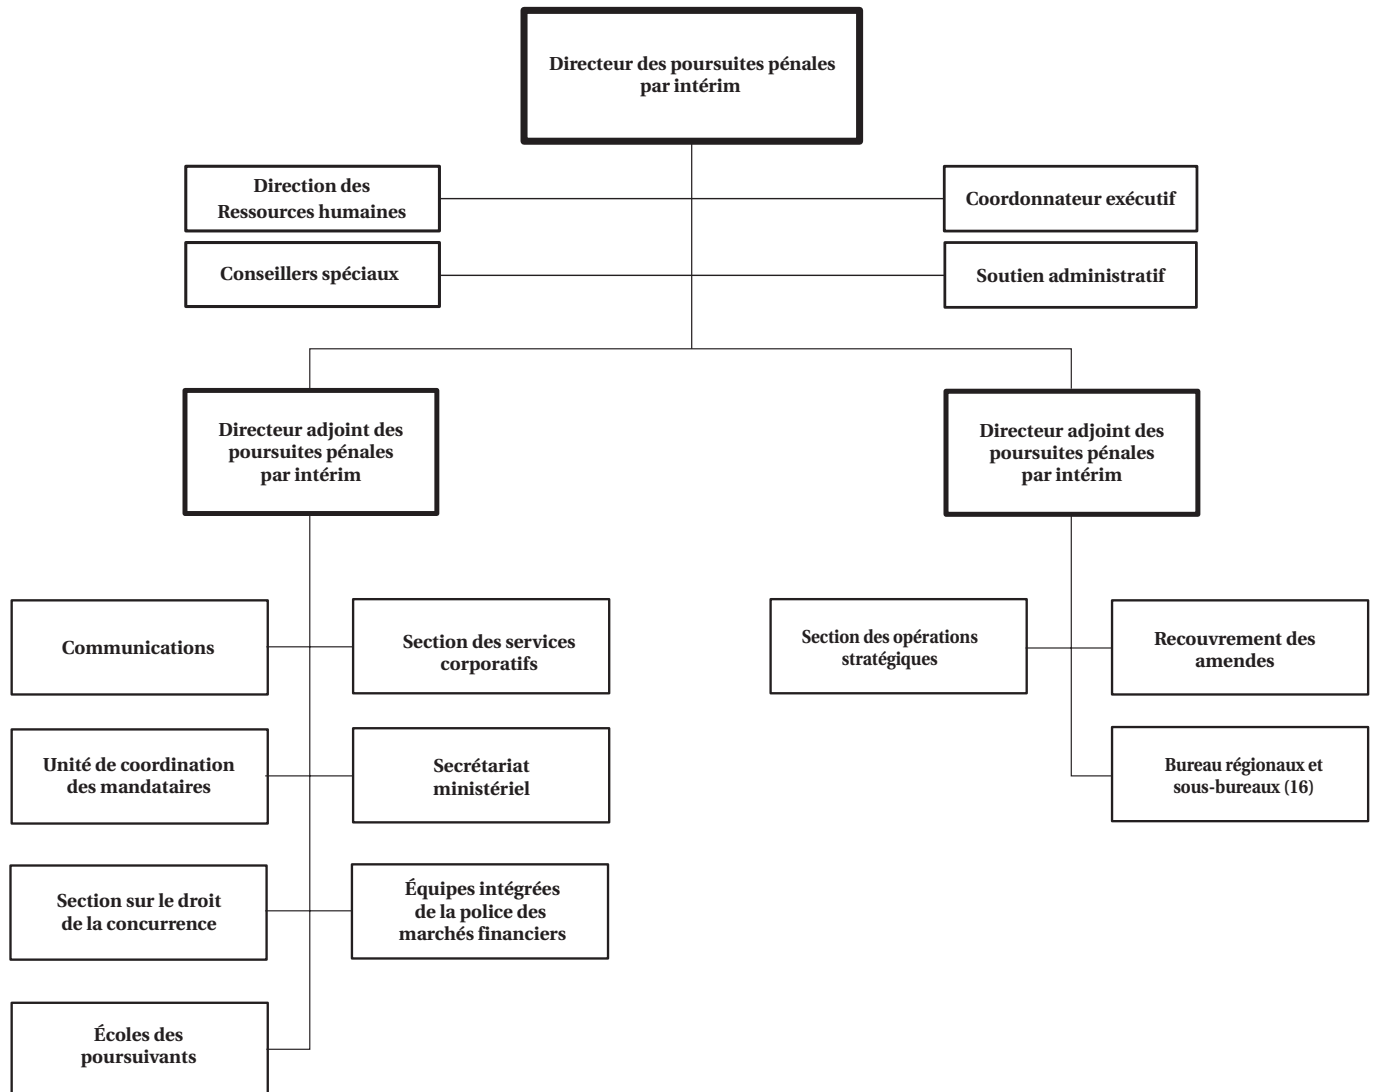 Directeur des poursuites pénales
par intérim
Direction des
Ressources humaines
Coordonnateur exécutif
Conseillers spéciaux
Soutien administratif
Directeur adjoint des
poursuites pénales
par intérim
Directeur adjoint des
poursuites pénales
par intérim
Communications
Section des services
corporatifs
Section des opérations
stratégiques
Recouvrement des
amendes
Unité de coordination
des mandataires
Secrétariat
ministériel
Bureau régionaux et
sous-bureaux (16)
Section sur le droit
de la concurrence
Équipes intégrées
de la police des
marchés financiers
Écoles des
poursuivants